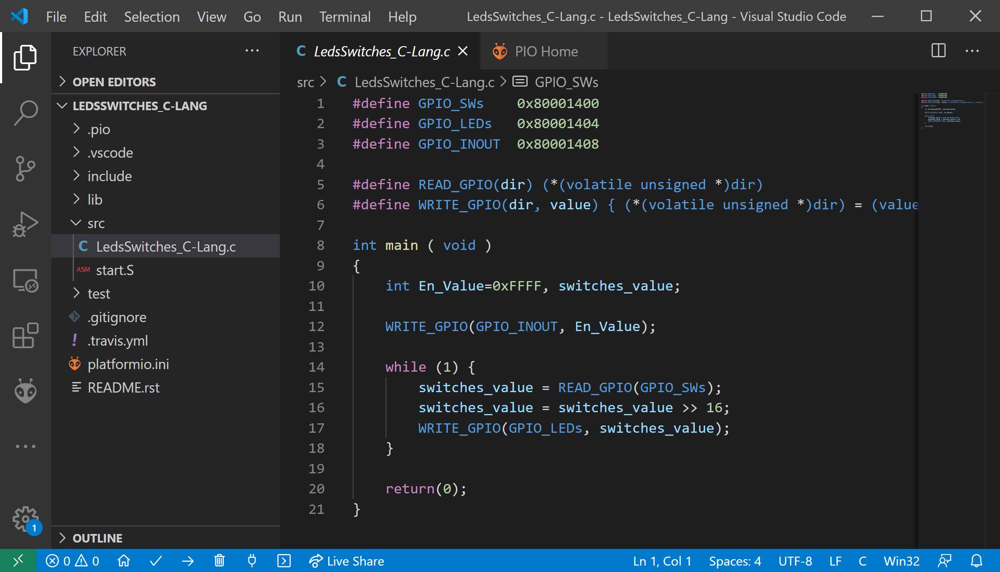 File Edit Selection View Go Run Terminal Help LedsSwitches_C-Lang.c - LedsSwitches_C-Lang - Visual Studio Code
EXPLORER
OPEN EDITORS
LEDSSWITCHES_C-LANG
.pio
.vscode
include
lib
src
C LedsSwitches_C-Lang.c
ASM start.S
test
.gitignore
! .travis.yml
platformio.ini
README.rst
OUTLINE
1
C LedsSwitches_C-Lang.c PIO Home
src > C LedsSwitches_C-Lang.c > GPIO_SWs
1 #define GPIO_SWs 0x80001400
2 #define GPIO_LEDs 0x80001404
3 #define GPIO_INOUT 0x80001408
4
5 #define READ_GPIO(dir) (*(volatile unsigned *)dir)
6 #define WRITE_GPIO(dir, value) { (*(volatile unsigned *)dir) = (value
7
8 int main ( void )
9 {
10 int En_Value=0xFFFF, switches_value;
11
12 WRITE_GPIO(GPIO_INOUT, En_Value);
13
14 while (1) {
15 switches_value = READ_GPIO(GPIO_SWs);
16 switches_value = switches_value >> 16;
17 WRITE_GPIO(GPIO_LEDs, switches_value);
18 }
19
20 return(0);
21 }
0 0 Live Share Ln 1, Col 1 Spaces: 4 UTF-8 LF C Win32